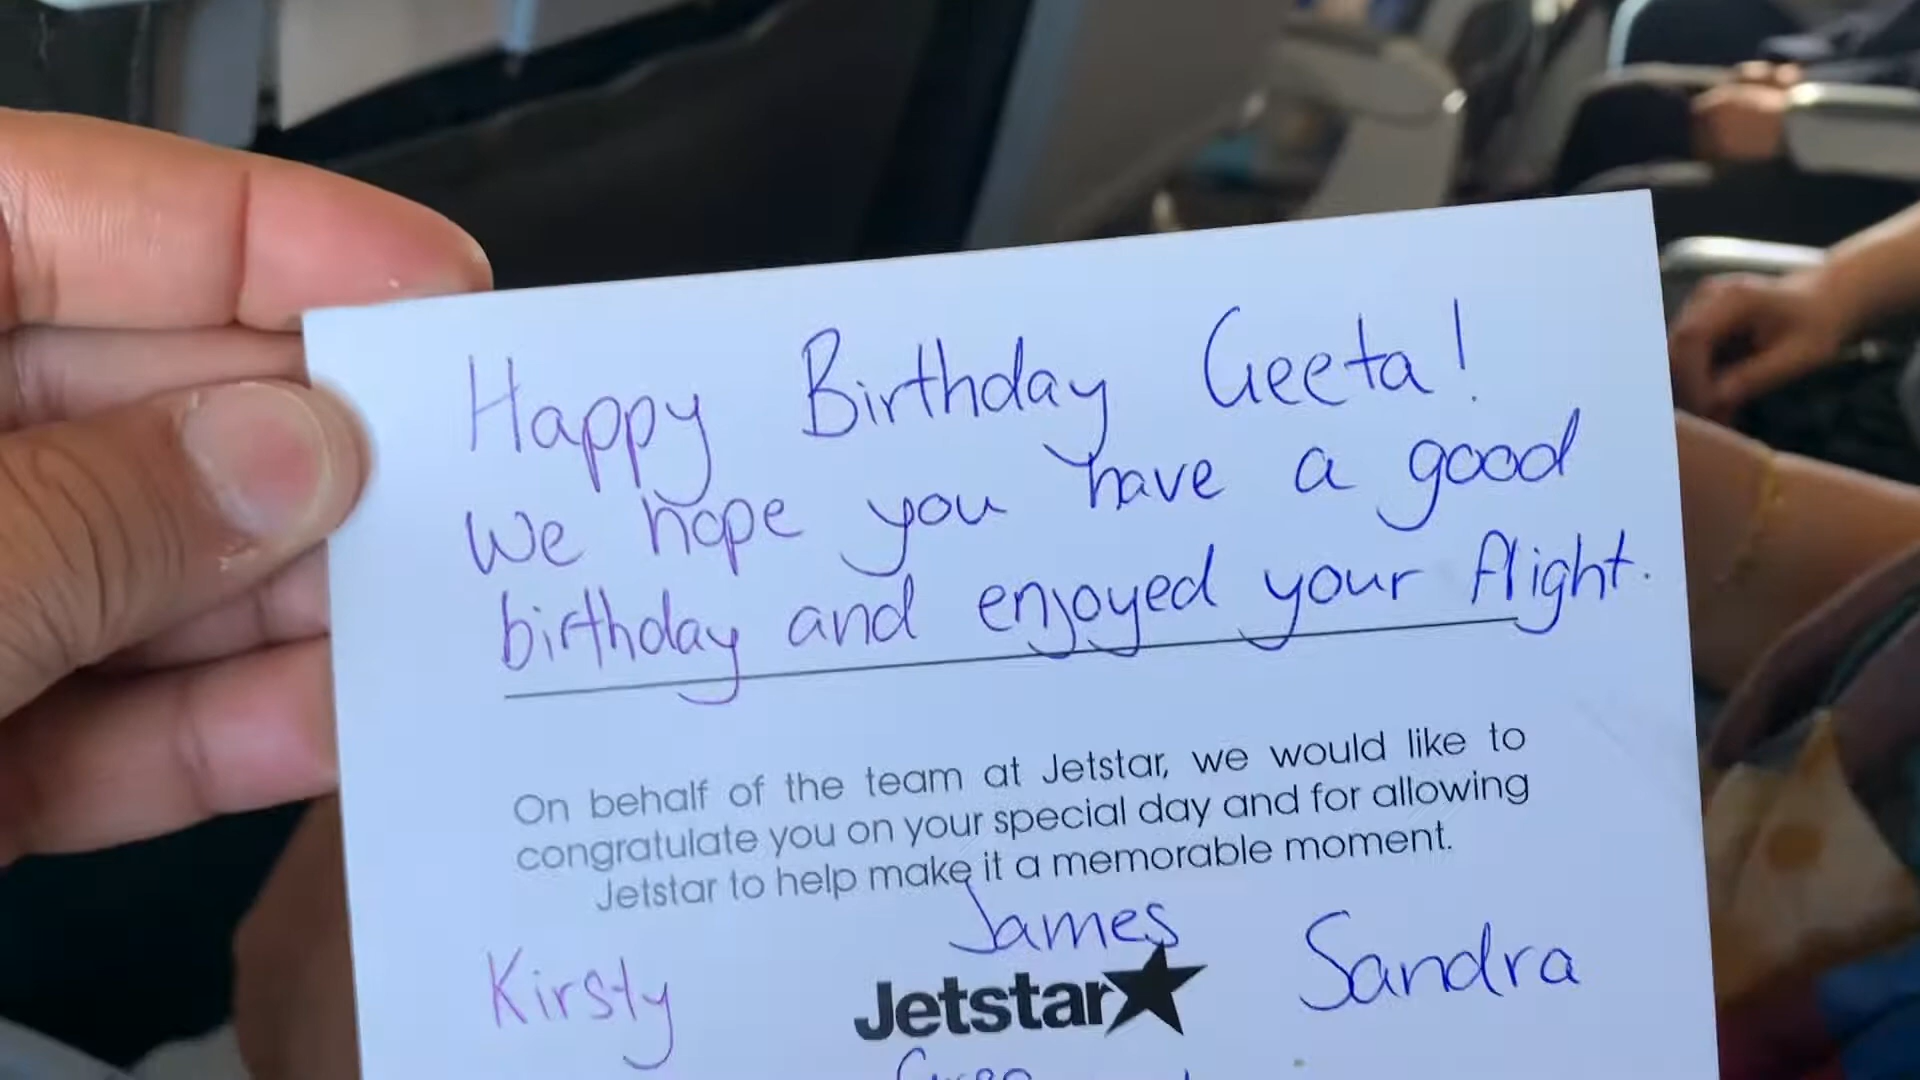 Happy Birthday Geeta!
We hope you have a good
birthday and enjoyed your flight.
On behalf of the team at Jetstar, we would like to
congratulate you on your special day and for allowing
Jetstar to help make it a memorable moment.
James
Kirsty
Sandra
Jetstar